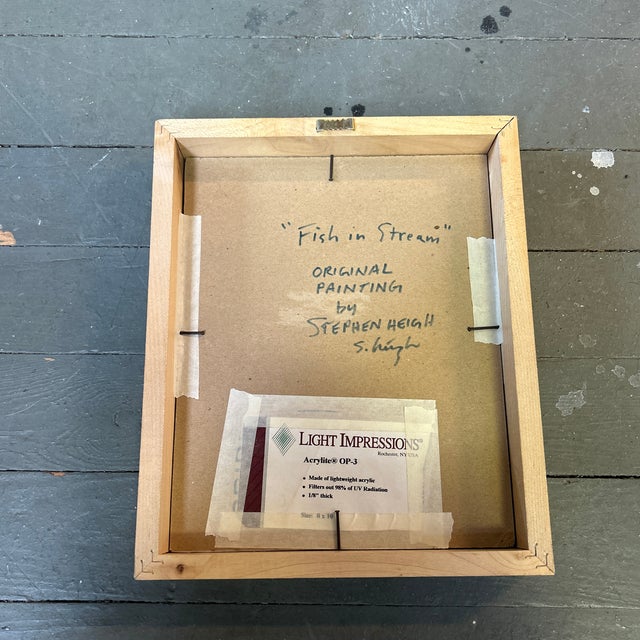 "Fish in Stream"
ORIGINAL
PAINTING
by
STEPHEN HEIGH
S. Heigh
LIGHT IMPRESSIONS®
Rochester, NY USA
Acrylite® OP-3
• Made of lightweight acrylic
• Filters out 98% of UV Radiation
• 1/8" thick
Size: 8 x 10